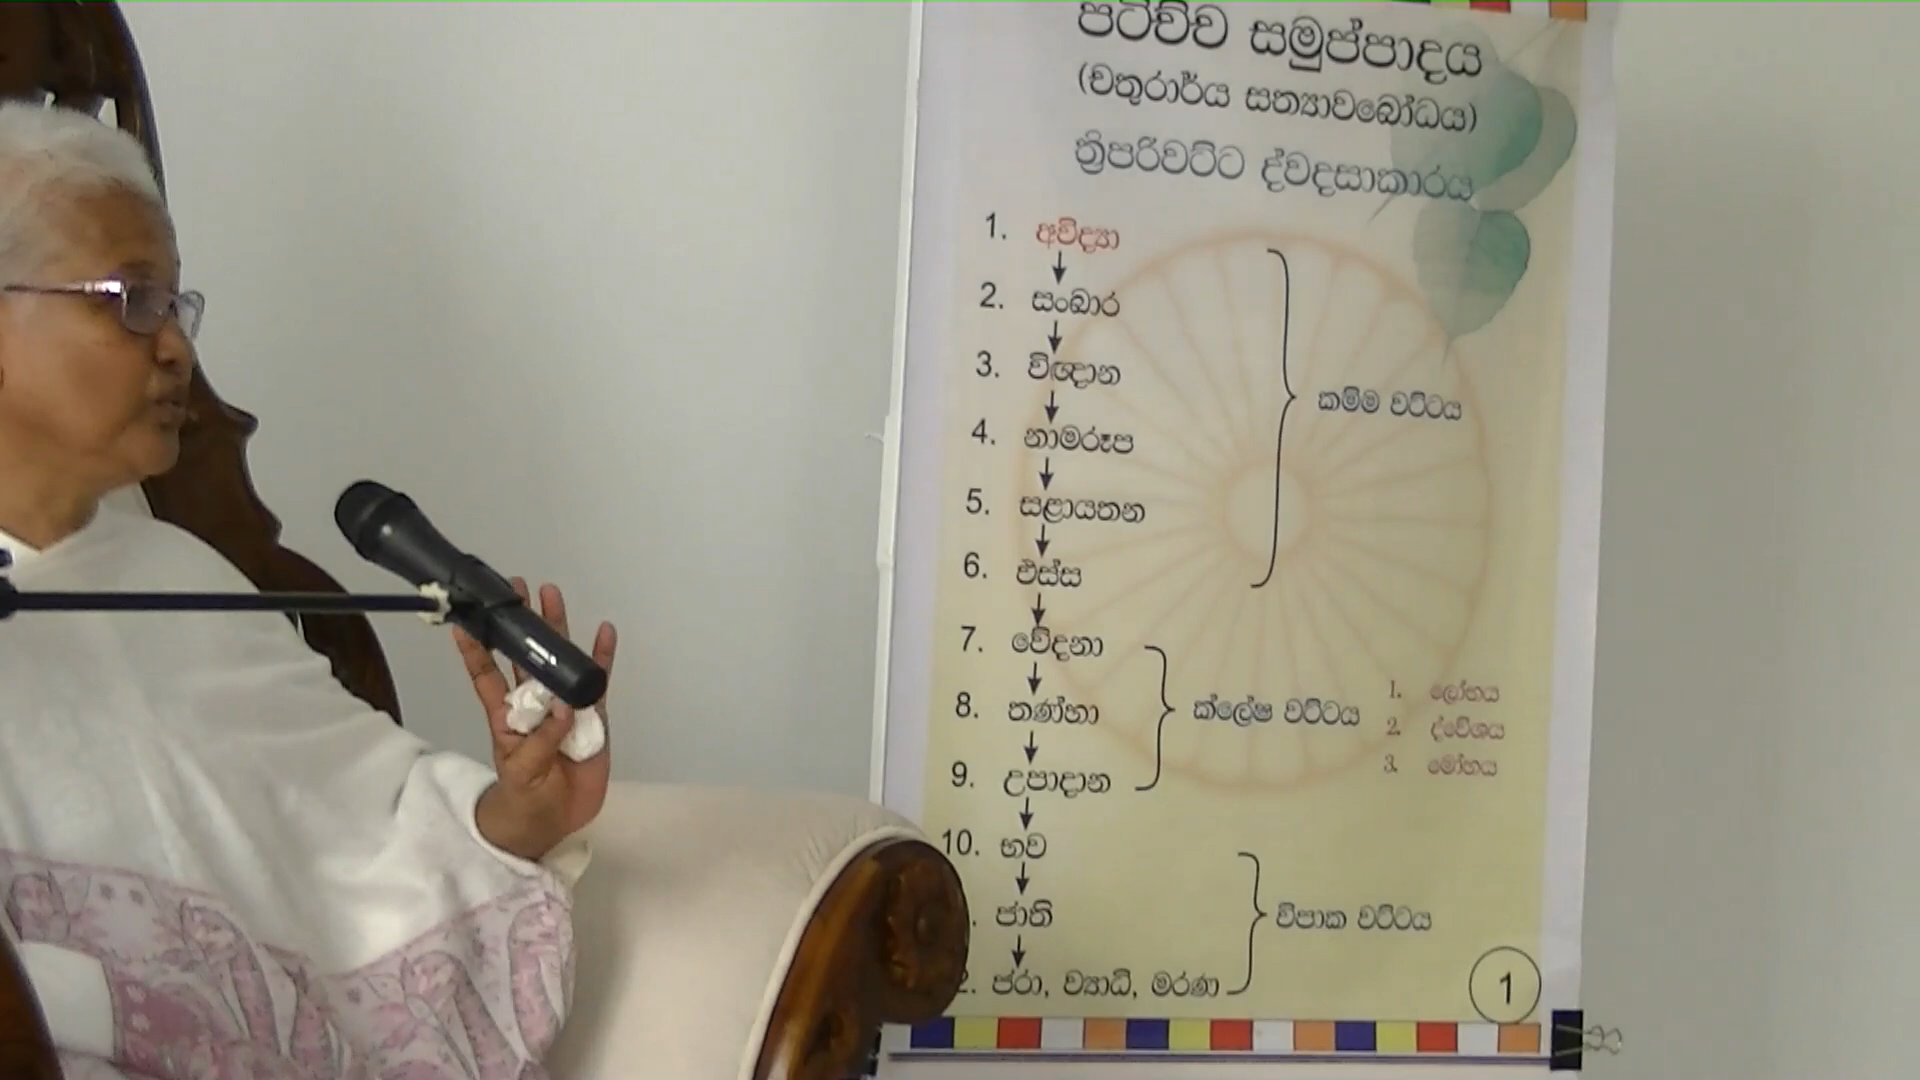 පටිච්ච සමුප්පාදය
(චතුරාර්ය සත්‍යාවබෝධය)
ත්‍රිපරිවට්ට ද්වදසාකාරය
1. අවිද්‍යා
2. සංඛාර
3. විඥාන
4. නාමරූප
5. සළායතන
6. ඵස්ස
කම්ම වට්ටය
7. වේදනා
8. තණ්හා
9. උපාදාන
ක්ලේෂ වට්ටය
1. ලෝභය
2. ද්වේශය
3. මෝහය
10. භව
. ජාති
2. ජරා, ව්‍යාධි, මරණ
විපාක වට්ටය
1